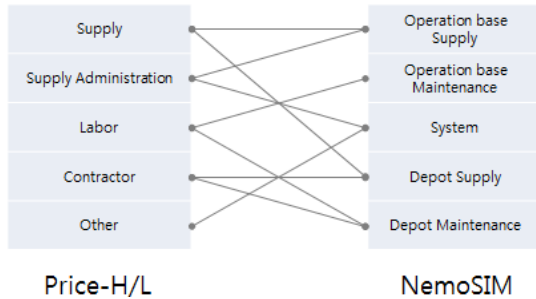 Supply
Supply Administration
Labor
Contractor
Other
Price-H/L
Operation base
Supply
Operation base
Maintenance
System
Depot Supply
Depot Maintenance
NemoSIM